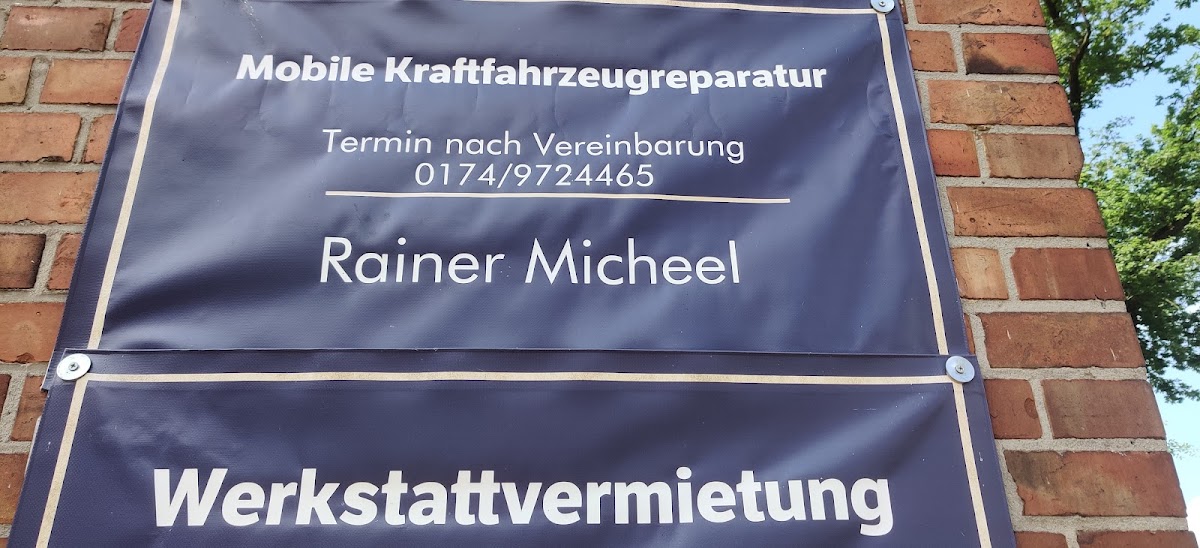 Mobile Kraftfahrzeugreparatur
Termin nach Vereinbarung
0174/9724465
Rainer Micheel
Werkstattvermietung